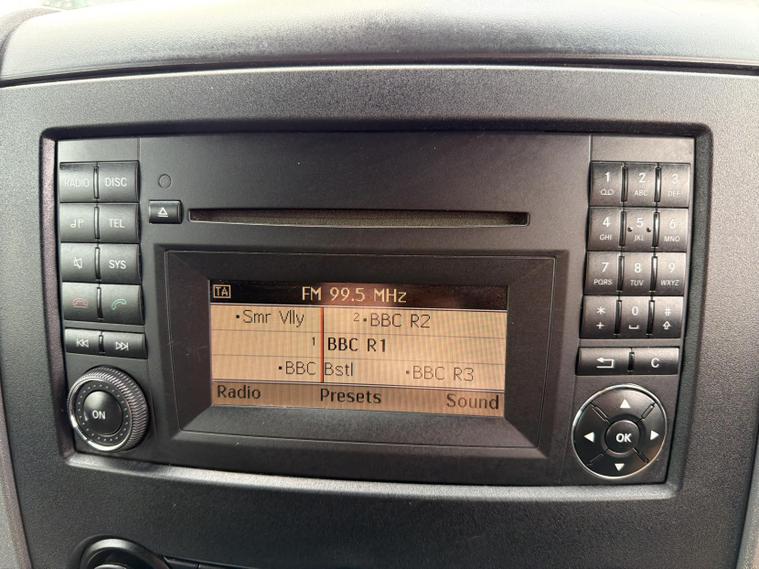 RADIO DISC
TEL
SYS
ON
TA FM 99.5 MHz
•Smr Vlly 2•BBC R2
1 BBC R1
•BBC Bstl •BBC R3
Radio Presets Sound
1 2 ABC 3 DEF
4 GHI 5 JKL 6 MNO
7 PQRS 8 TUV 9 WXYZ
* + 0 #
C
OK